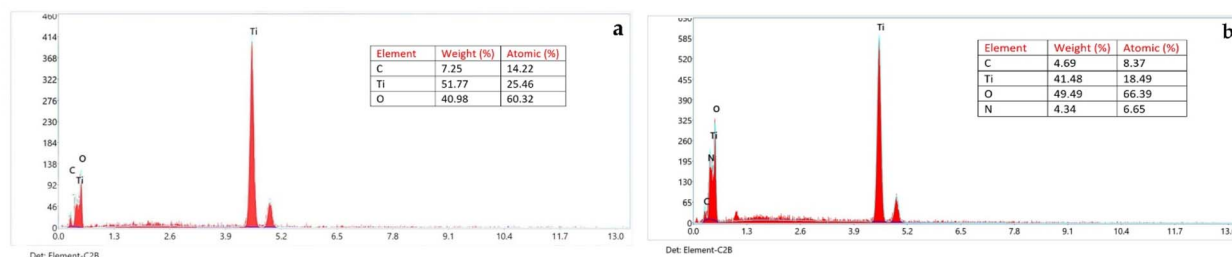 a
460
414
368
322
276
230
184
138
92
46
0
Ti
C
O
Ti
Element Weight (%) Atomic (%)
C 7.25 14.22
Ti 51.77 25.46
O 40.98 60.32
0.0 1.3 2.6 3.9 5.2 6.5 7.8 9.1 10.4 11.7 13.0
Det: Element-C2B
b
650
585
520
455
390
325
260
195
130
65
0
Ti
O
Ti
N
C
Element Weight (%) Atomic (%)
C 4.69 8.37
Ti 41.48 18.49
O 49.49 66.39
N 4.34 6.65
0.0 1.3 2.6 3.9 5.2 6.5 7.8 9.1 10.4 11.7 13.0
Det: Element-C2B